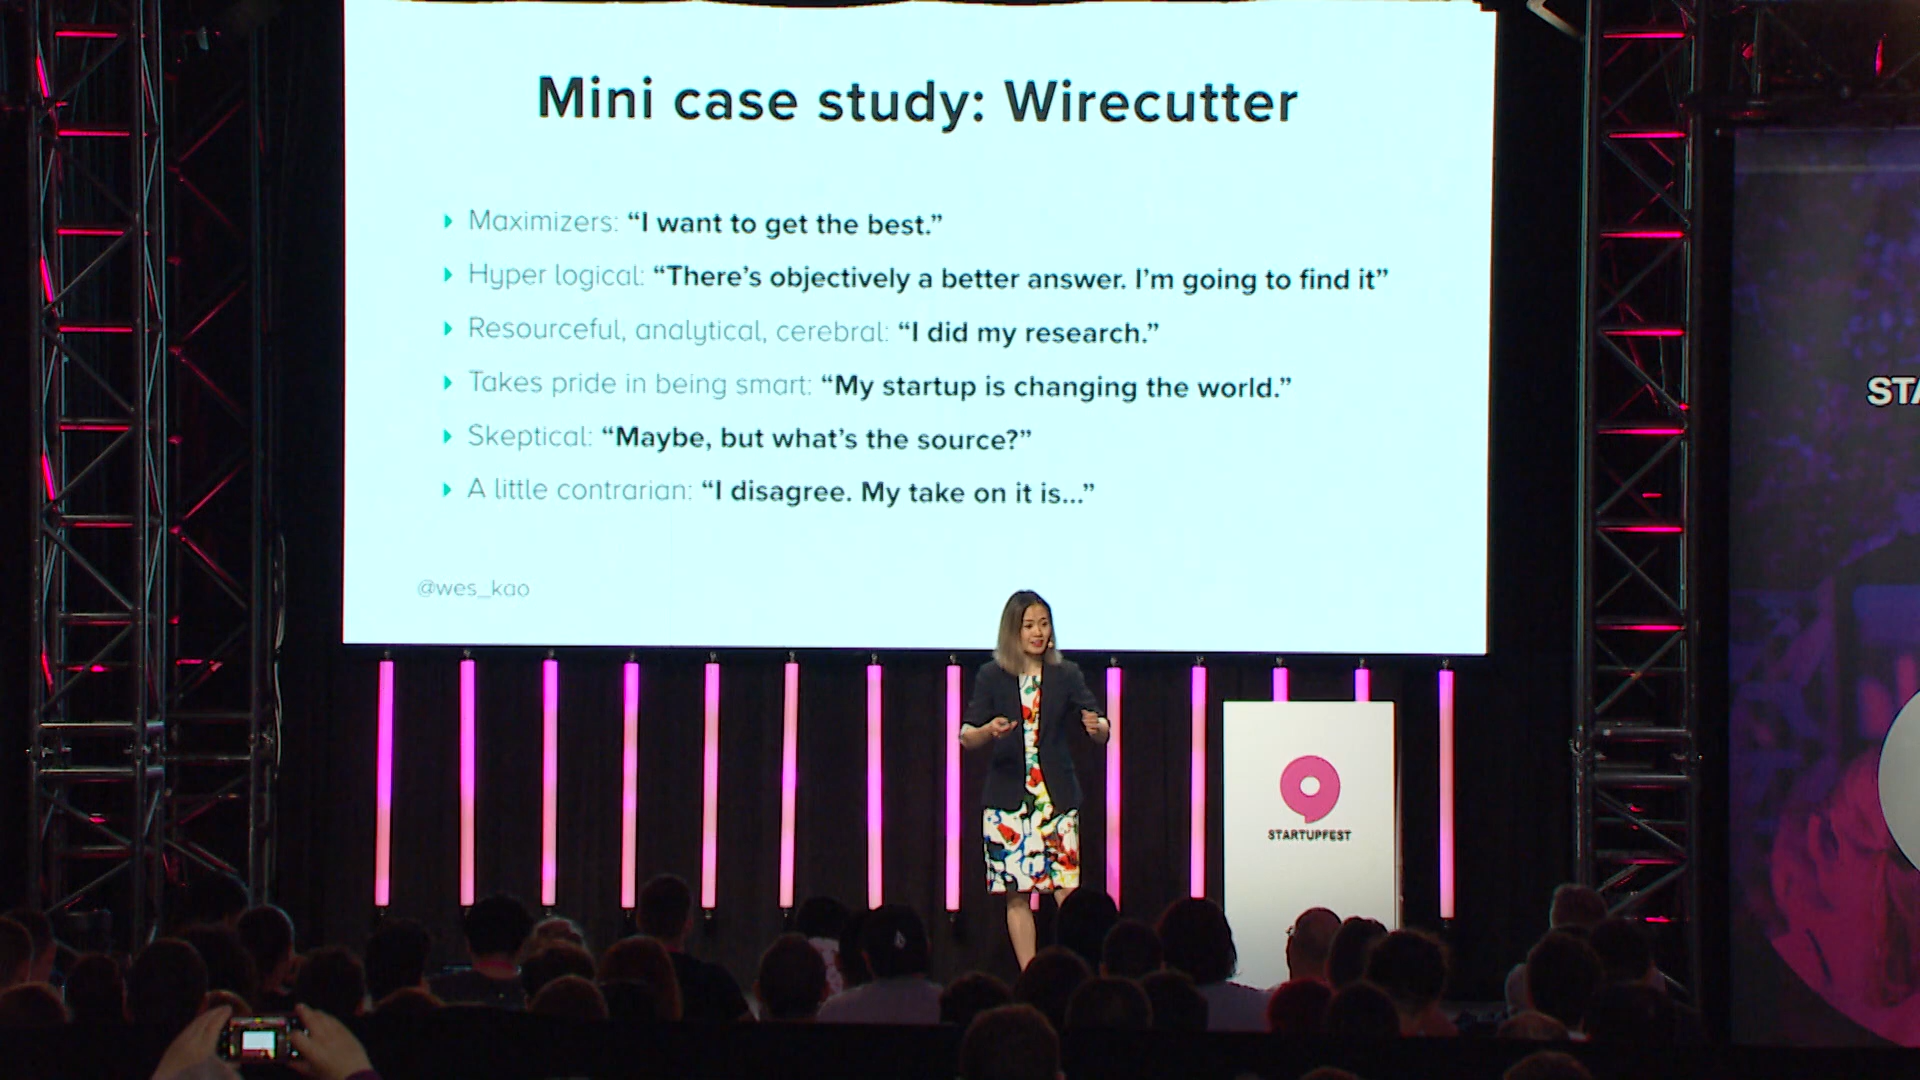 Mini case study: Wirecutter
Maximizers: “I want to get the best.”
Hyper logical: “There’s objectively a better answer. I’m going to find it”
Resourceful, analytical, cerebral: “I did my research.”
Takes pride in being smart: “My startup is changing the world.”
Skeptical: “Maybe, but what’s the source?”
A little contrarian: “I disagree. My take on it is...”
@wes_kao
STA
STARTUPFEST